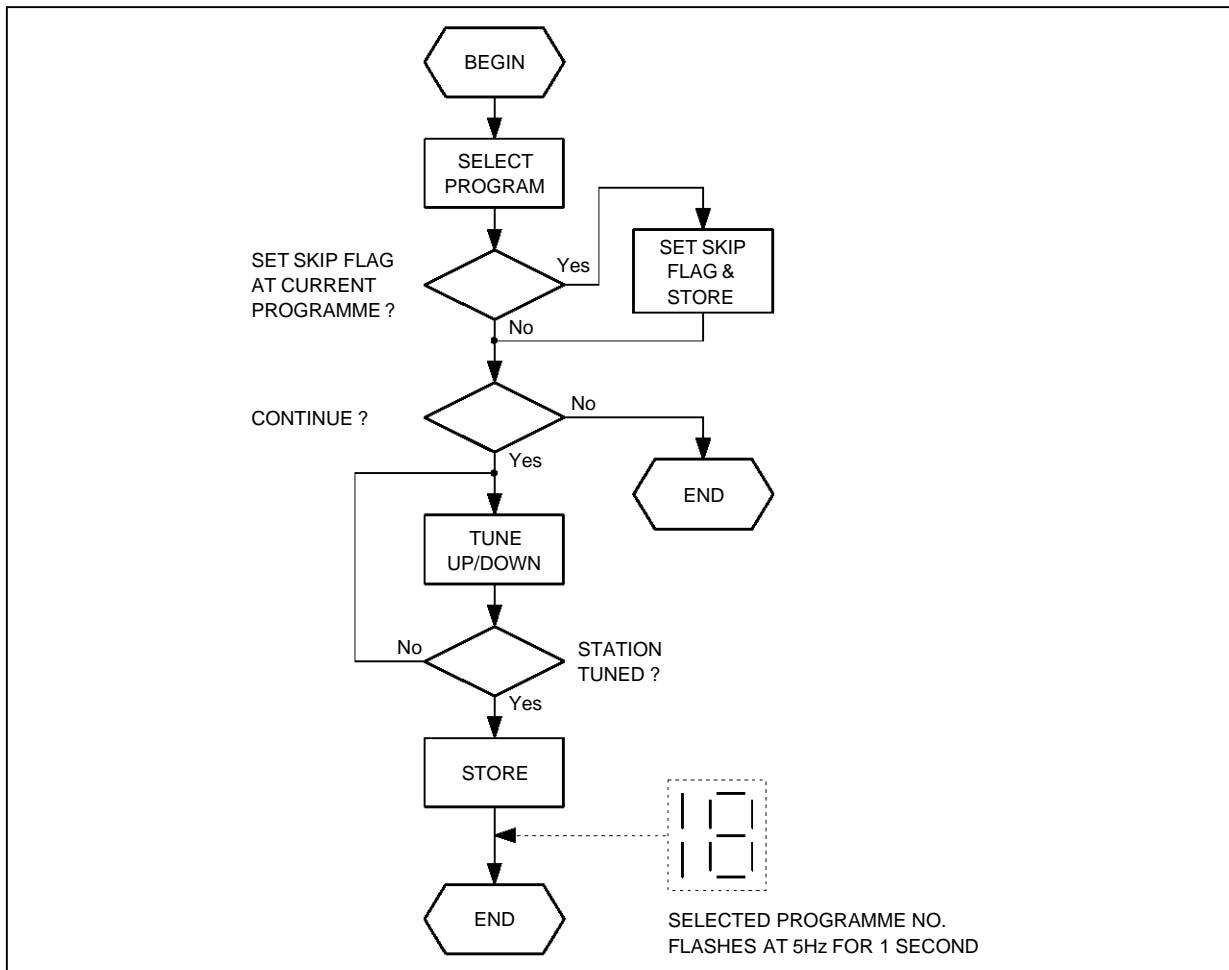 BEGIN
SELECT
PROGRAM
SET SKIP FLAG
AT CURRENT
PROGRAMME ?
Yes
SET SKIP
FLAG &
STORE
No
CONTINUE ?
No
END
Yes
TUNE
UP/DOWN
No
STATION
TUNED ?
Yes
STORE
18
END
SELECTED PROGRAMME NO.
FLASHES AT 5Hz FOR 1 SECOND